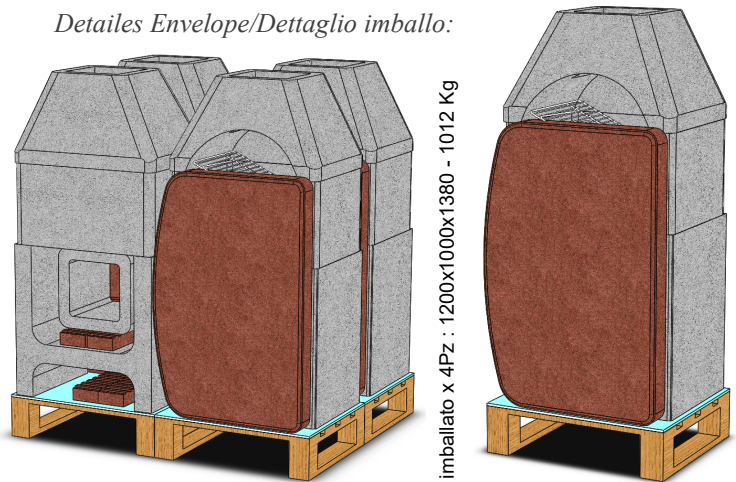 Detailes Envelope/Dettaglio imballo:
imballato x 4Pz : 1200x1000x1380 - 1012 Kg